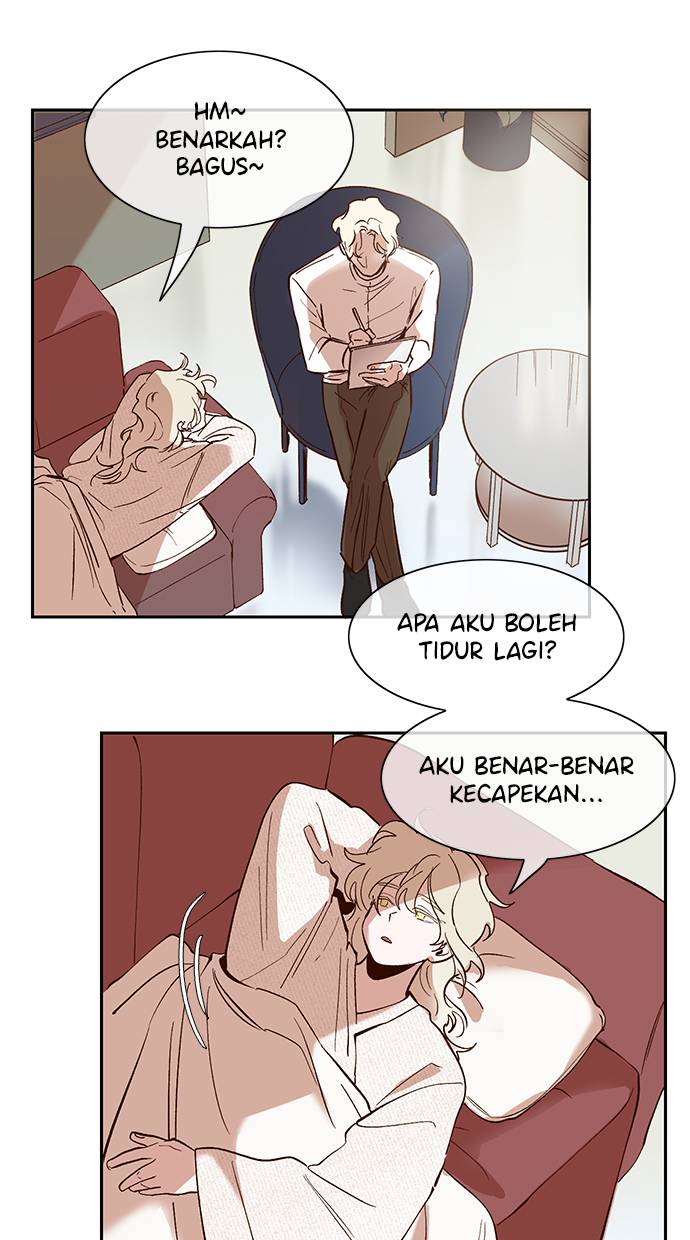 HM~
BENARKAH?
BAGUS~
APA AKU BOLEH
TIDUR LAGI?
AKU BENAR-BENAR
KECAPEKAN...